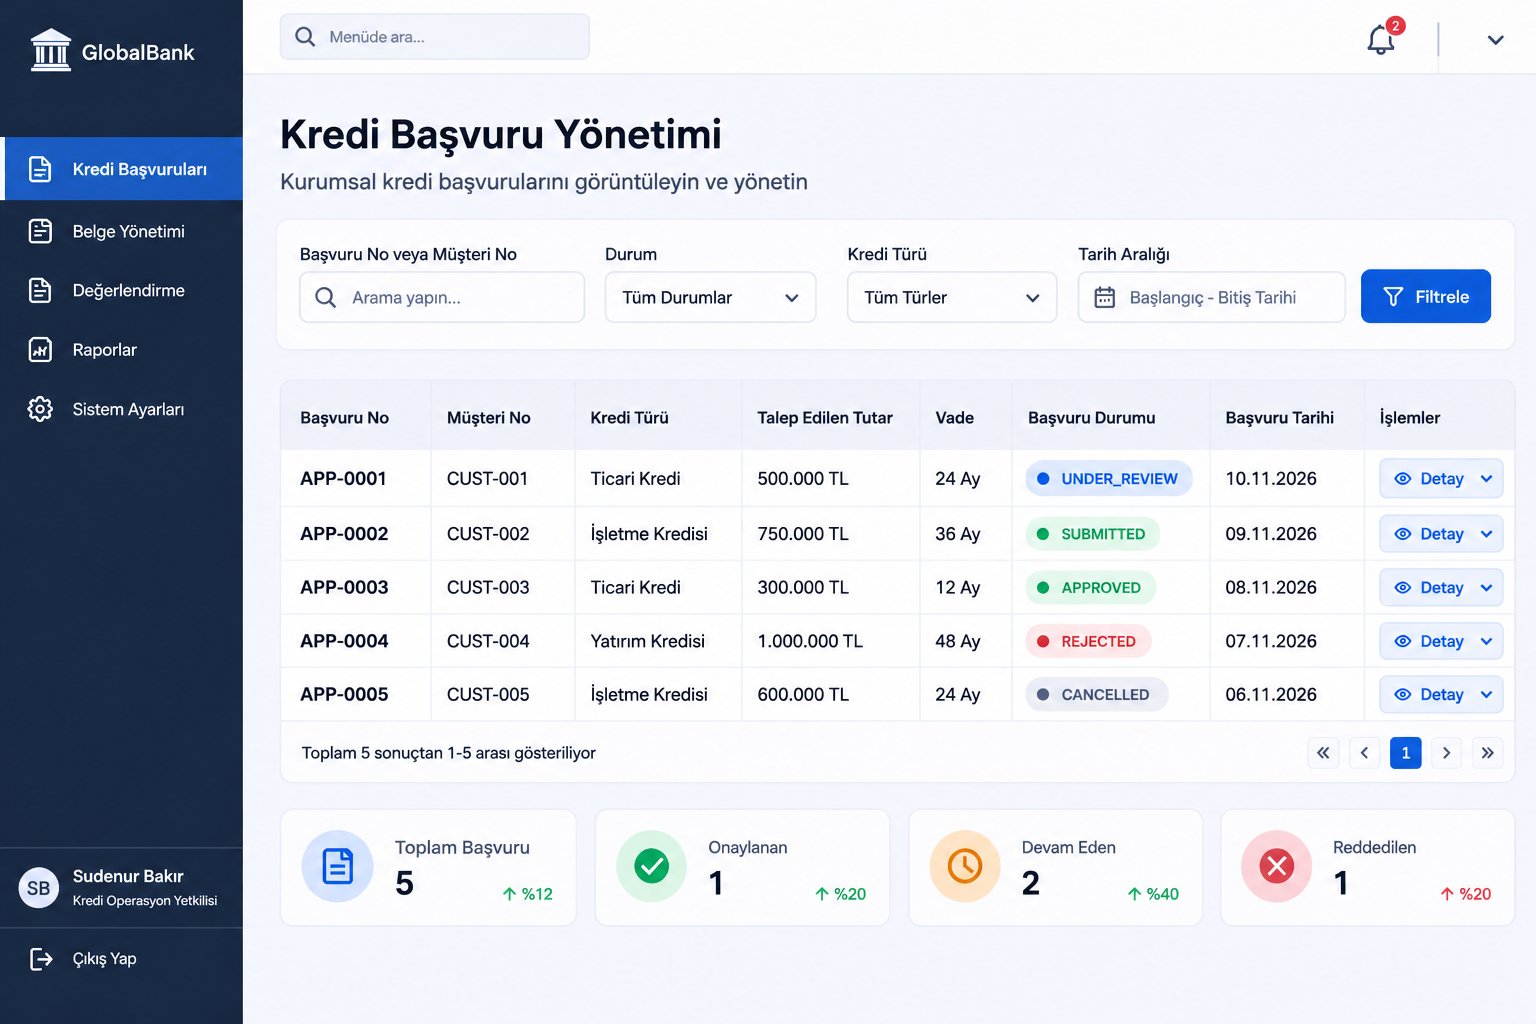 GlobalBank
Kredi Başvuruları
Belge Yönetimi
Değerlendirme
Raporlar
Sistem Ayarları
SB
Sudenur Bakır
Kredi Operasyon Yetkilisi
Çıkış Yap
Menüde ara...
2
Kredi Başvuru Yönetimi
Kurumsal kredi başvurularını görüntüleyin ve yönetin
Başvuru No veya Müşteri No Durum Kredi Türü Tarih Aralığı
Arama yapın... Tüm Durumlar Tüm Türler Başlangıç - Bitiş Tarihi Filtrele
Başvuru No Müşteri No Kredi Türü Talep Edilen Tutar Vade Başvuru Durumu Başvuru Tarihi İşlemler
APP-0001 CUST-001 Ticari Kredi 500.000 TL 24 Ay UNDER_REVIEW 10.11.2026 Detay
APP-0002 CUST-002 İşletme Kredisi 750.000 TL 36 Ay SUBMITTED 09.11.2026 Detay
APP-0003 CUST-003 Ticari Kredi 300.000 TL 12 Ay APPROVED 08.11.2026 Detay
APP-0004 CUST-004 Yatırım Kredisi 1.000.000 TL 48 Ay REJECTED 07.11.2026 Detay
APP-0005 CUST-005 İşletme Kredisi 600.000 TL 24 Ay CANCELLED 06.11.2026 Detay
Toplam 5 sonuçtan 1-5 arası gösteriliyor « ‹ 1 › »
Toplam Başvuru
5
↑ %12
Onaylanan
1
↑ %20
Devam Eden
2
↑ %40
Reddedilen
1
↑ %20